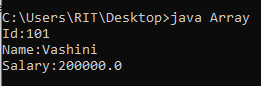 C:\Users\RIT\Desktop>java Array
Id:101
Name:Vashini
Salary:200000.0